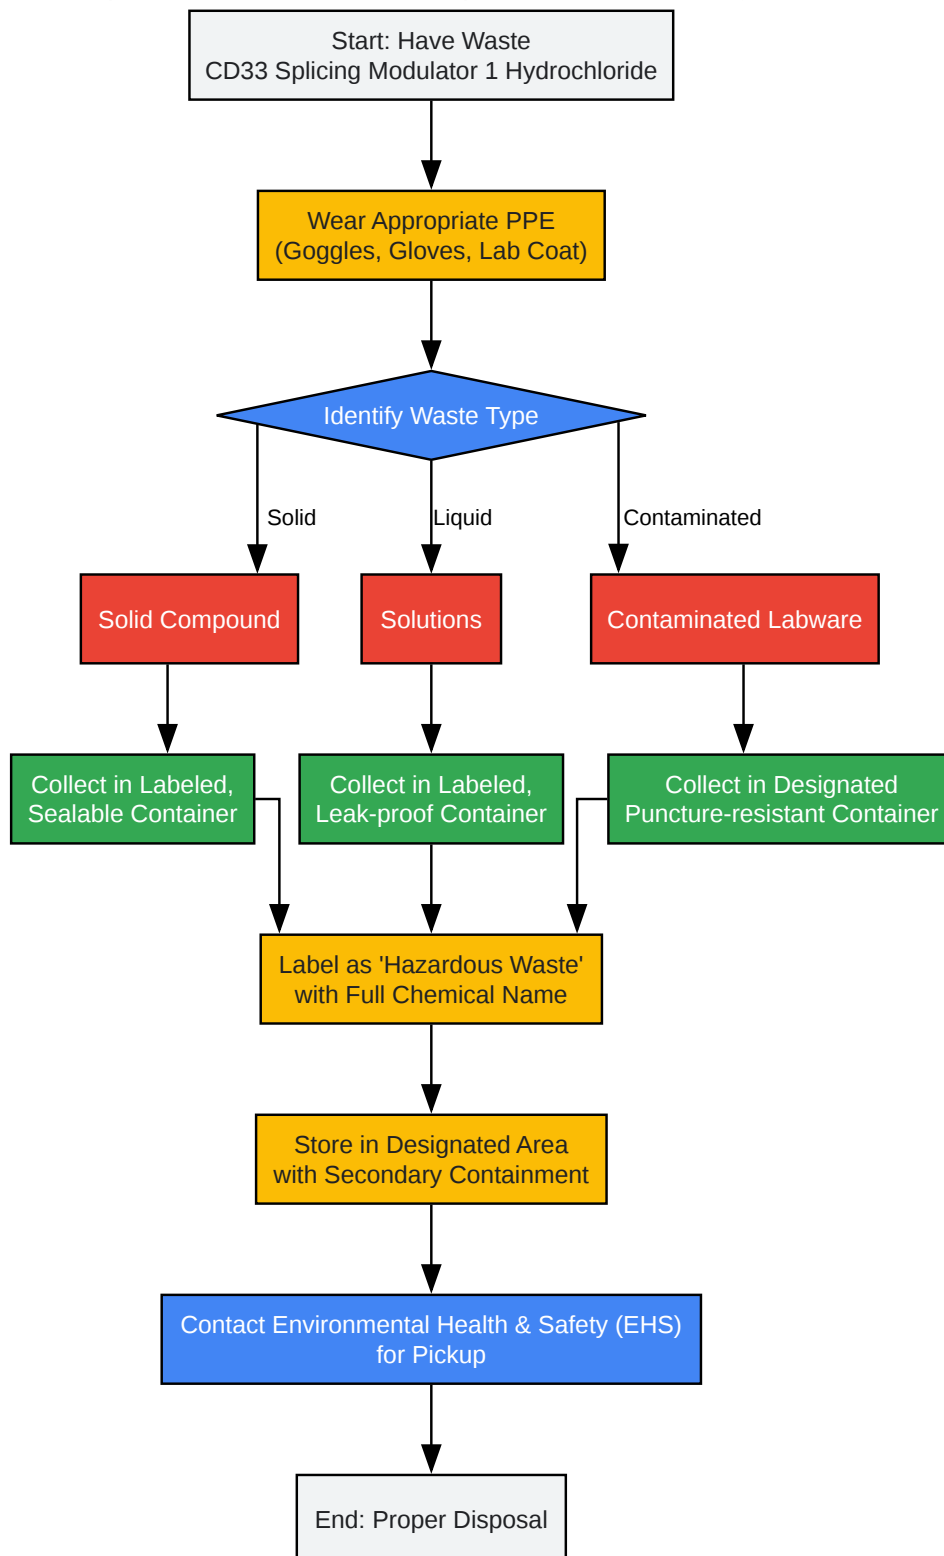 Start: Have Waste
CD33 Splicing Modulator 1 Hydrochloride
Wear Appropriate PPE
(Goggles, Gloves, Lab Coat)
Identify Waste Type
Solid
Liquid
Contaminated
Solid Compound
Solutions
Contaminated Labware
Collect in Labeled,
Sealable Container
Collect in Labeled,
Leak-proof Container
Collect in Designated
Puncture-resistant Container
Label as 'Hazardous Waste'
with Full Chemical Name
Store in Designated Area
with Secondary Containment
Contact Environmental Health & Safety (EHS)
for Pickup
End: Proper Disposal